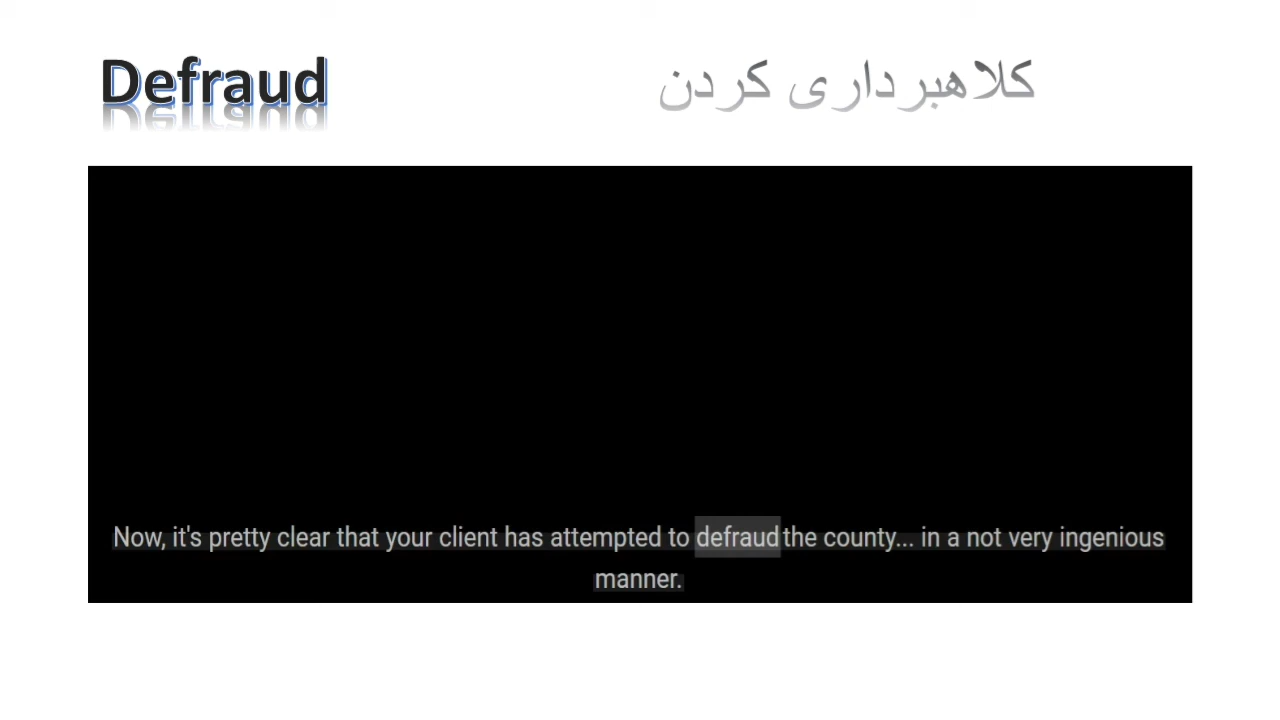 Defraud
کلاهبرداری کردن
Now, it's pretty clear that your client has attempted to defraud the county... in a not very ingenious
manner.